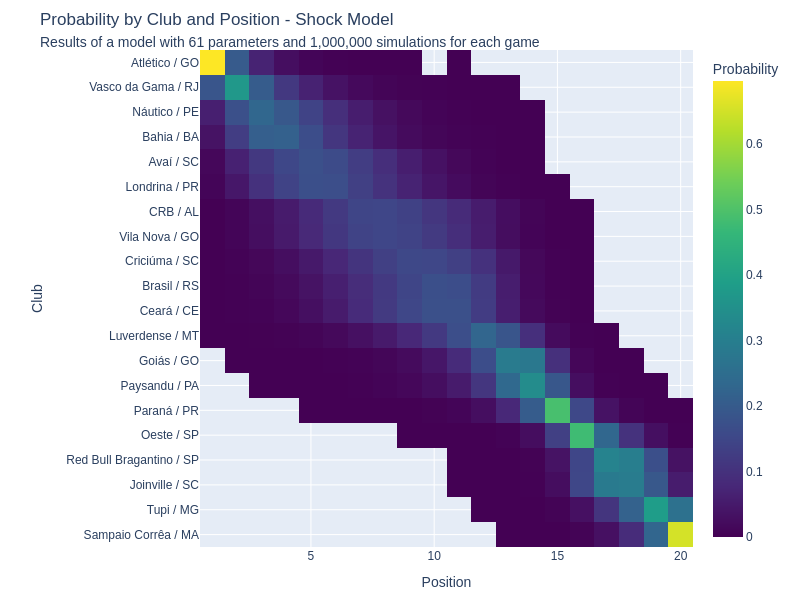 Probability by Club and Position - Shock Model
Results of a model with 61 parameters and 1,000,000 simulations for each game
Probability
Atlético / GO
Vasco da Gama / RJ
Náutico / PE
Bahia / BA
Avaí / SC
Londrina / PR
CRB / AL
Vila Nova / GO
Criciúma / SC
Brasil / RS
Ceará / CE
Luverdense / MT
Goiás / GO
Paysandu / PA
Paraná / PR
Oeste / SP
Red Bull Bragantino / SP
Joinville / SC
Tupi / MG
Sampaio Corrêa / MA
Club
5
10
15
20
Position
0.6
0.5
0.4
0.3
0.2
0.1
0